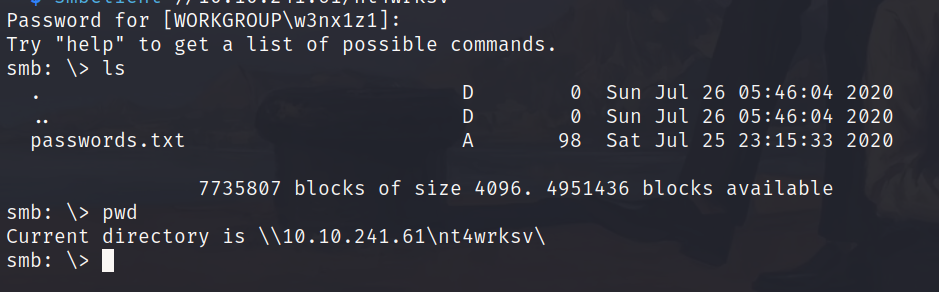 Password for [WORKGROUP\w3nx1z1]:
Try "help" to get a list of possible commands.
smb: \> ls
  .                                   D        0  Sun Jul 26 05:46:04 2020
  ..                                  D        0  Sun Jul 26 05:46:04 2020
  passwords.txt                       A       98  Sat Jul 25 23:15:33 2020
                7735807 blocks of size 4096. 4951436 blocks available
smb: \> pwd
Current directory is \\10.10.241.61\nt4wrksv\
smb: \>